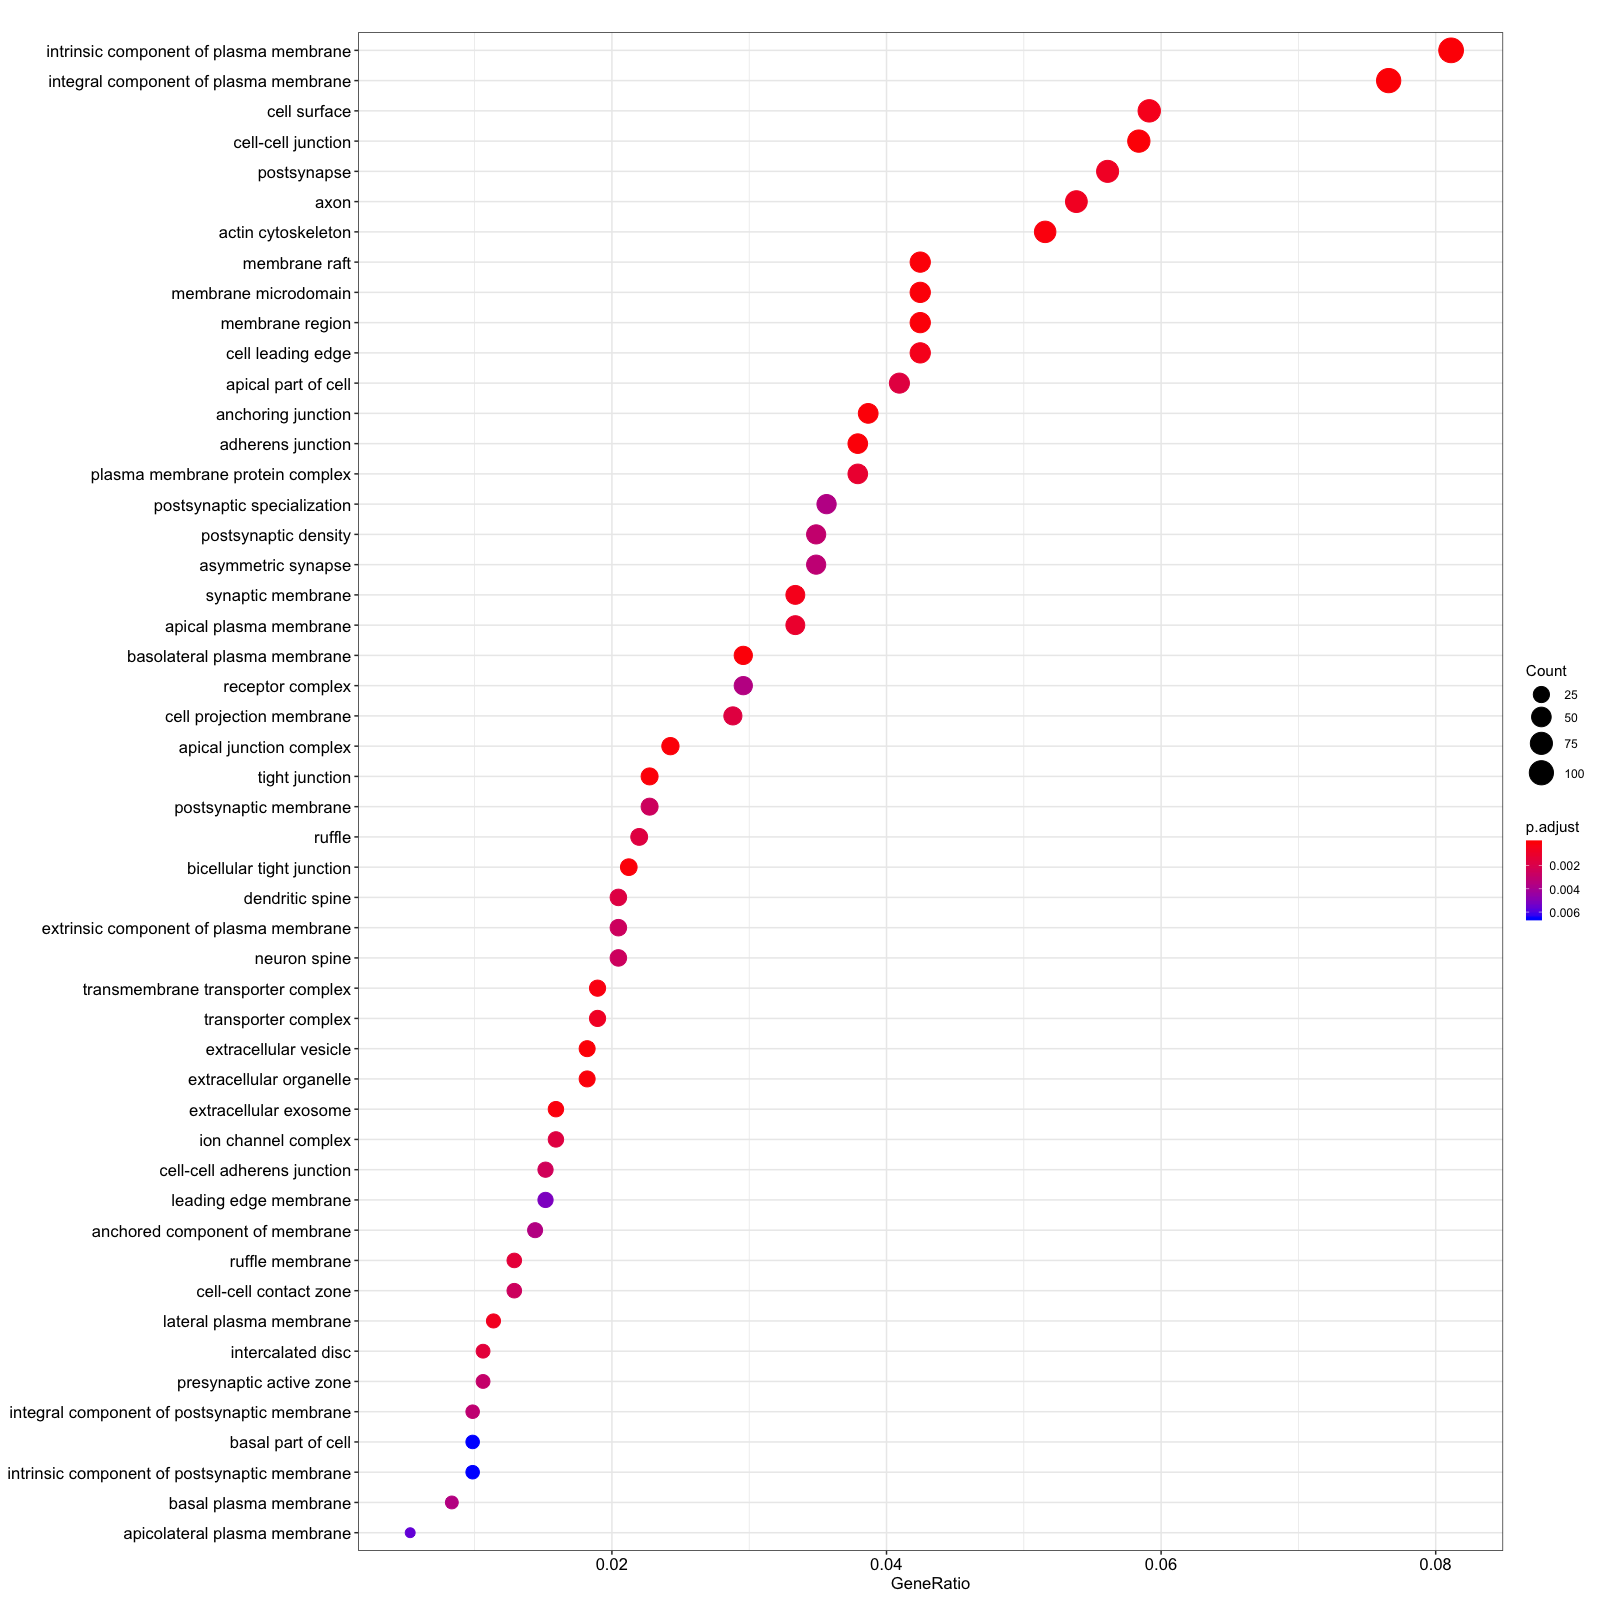 intrinsic component of plasma membrane
integral component of plasma membrane
cell surface
cell-cell junction
postsynapse
axon
actin cytoskeleton
membrane raft
membrane microdomain
membrane region
cell leading edge
apical part of cell
anchoring junction
adherens junction
plasma membrane protein complex
postsynaptic specialization
postsynaptic density
asymmetric synapse
synaptic membrane
apical plasma membrane
basolateral plasma membrane
receptor complex
cell projection membrane
apical junction complex
tight junction
postsynaptic membrane
ruffle
bicellular tight junction
dendritic spine
extrinsic component of plasma membrane
neuron spine
transmembrane transporter complex
transporter complex
extracellular vesicle
extracellular organelle
extracellular exosome
ion channel complex
cell-cell adherens junction
leading edge membrane
anchored component of membrane
ruffle membrane
cell-cell contact zone
lateral plasma membrane
intercalated disc
presynaptic active zone
integral component of postsynaptic membrane
basal part of cell
intrinsic component of postsynaptic membrane
basal plasma membrane
apicolateral plasma membrane
0.02 0.04 0.06 0.08
GeneRatio
Count
25
50
75
100
p.adjust
0.002
0.004
0.006